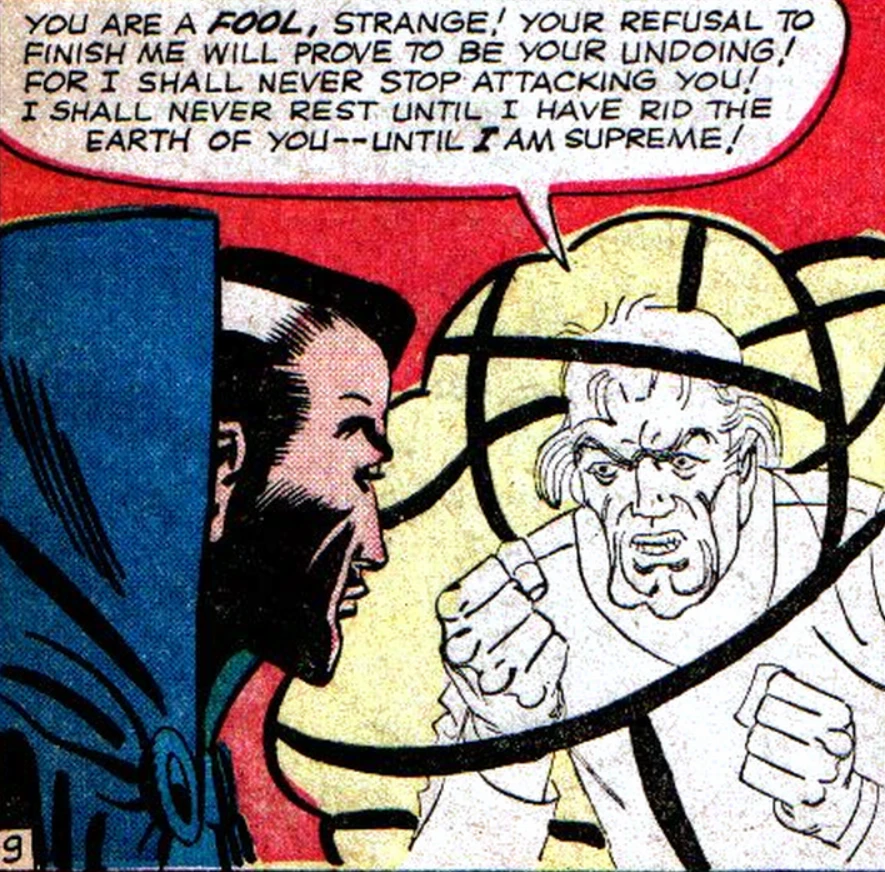 YOU ARE A FOOL, STRANGE! YOUR REFUSAL TO
FINISH ME WILL PROVE TO BE YOUR UNDOING!
FOR I SHALL NEVER STOP ATTACKING YOU!
I SHALL NEVER REST UNTIL I HAVE RID THE
EARTH OF YOU--UNTIL I AM SUPREME!
9